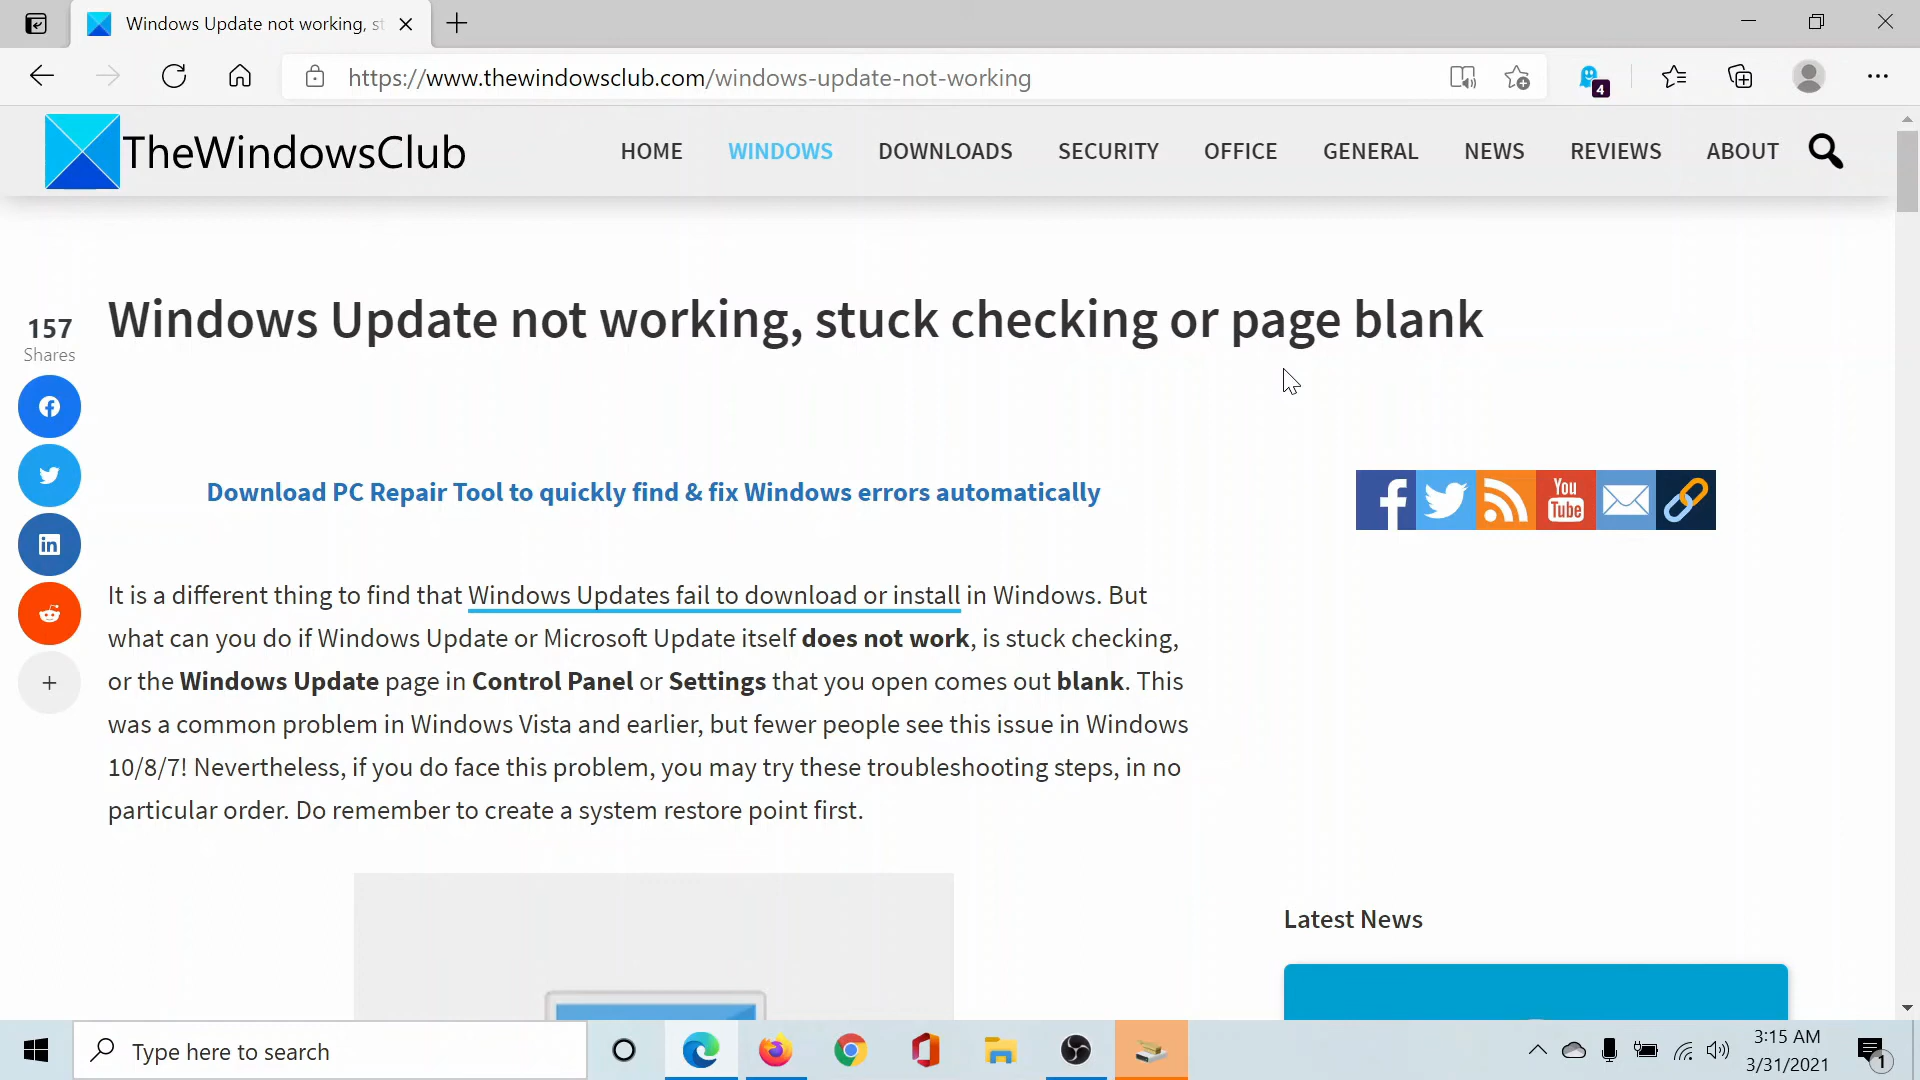 Windows Update not working, st
https://www.thewindowsclub.com/windows-update-not-working
4
TheWindowsClub
HOME WINDOWS DOWNLOADS SECURITY OFFICE GENERAL NEWS REVIEWS ABOUT
Windows Update not working, stuck checking or page blank
157
Shares
Download PC Repair Tool to quickly find & fix Windows errors automatically
You
Tube
It is a different thing to find that Windows Updates fail to download or install in Windows. But
what can you do if Windows Update or Microsoft Update itself does not work, is stuck checking,
or the Windows Update page in Control Panel or Settings that you open comes out blank. This
was a common problem in Windows Vista and earlier, but fewer people see this issue in Windows
10/8/7! Nevertheless, if you do face this problem, you may try these troubleshooting steps, in no
particular order. Do remember to create a system restore point first.
Latest News
Type here to search
3:15 AM
3/31/2021
1